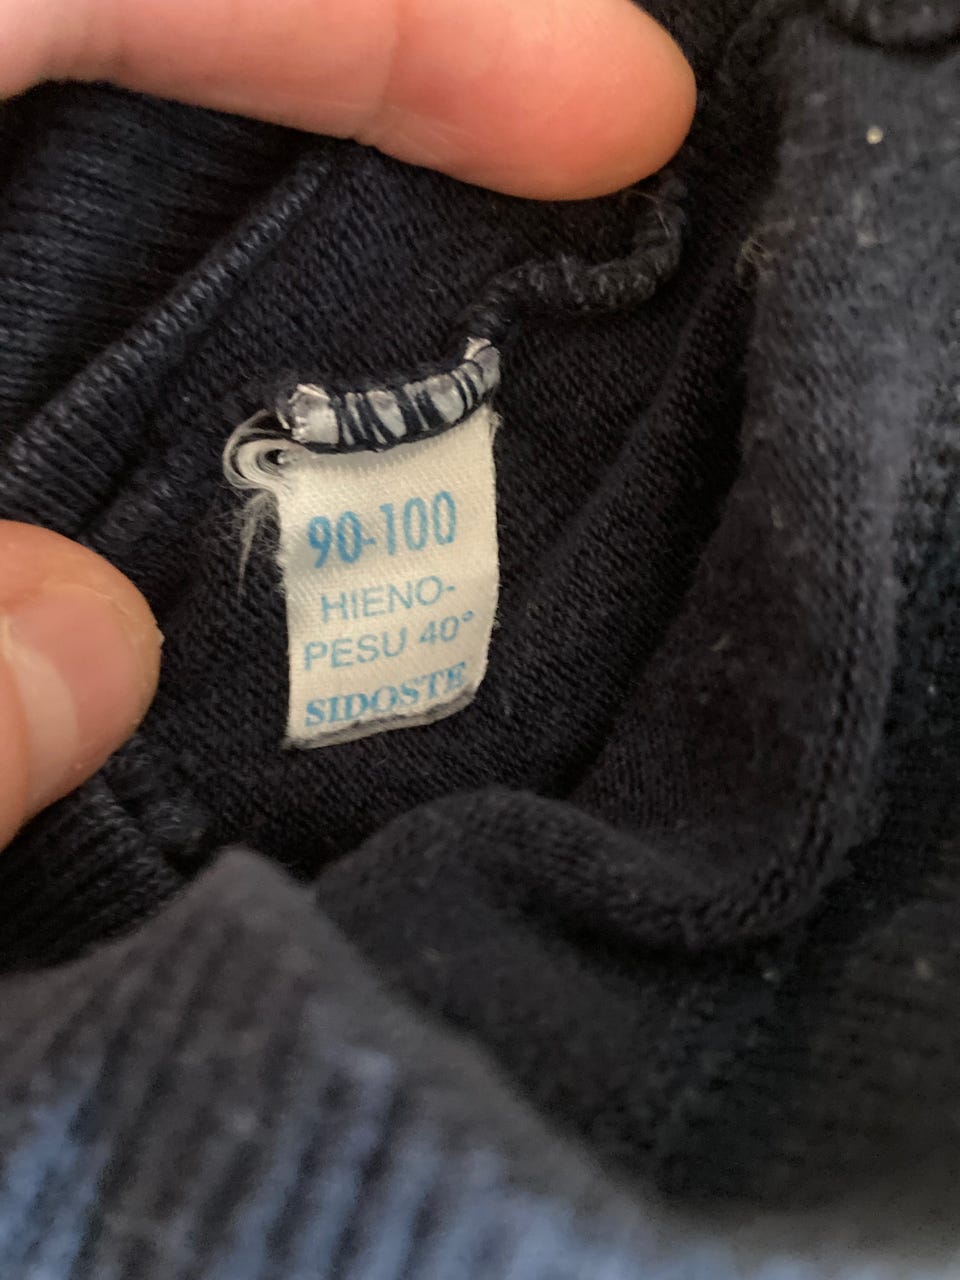 90-100
HIENO-
PESU 40°
SIDOSTE